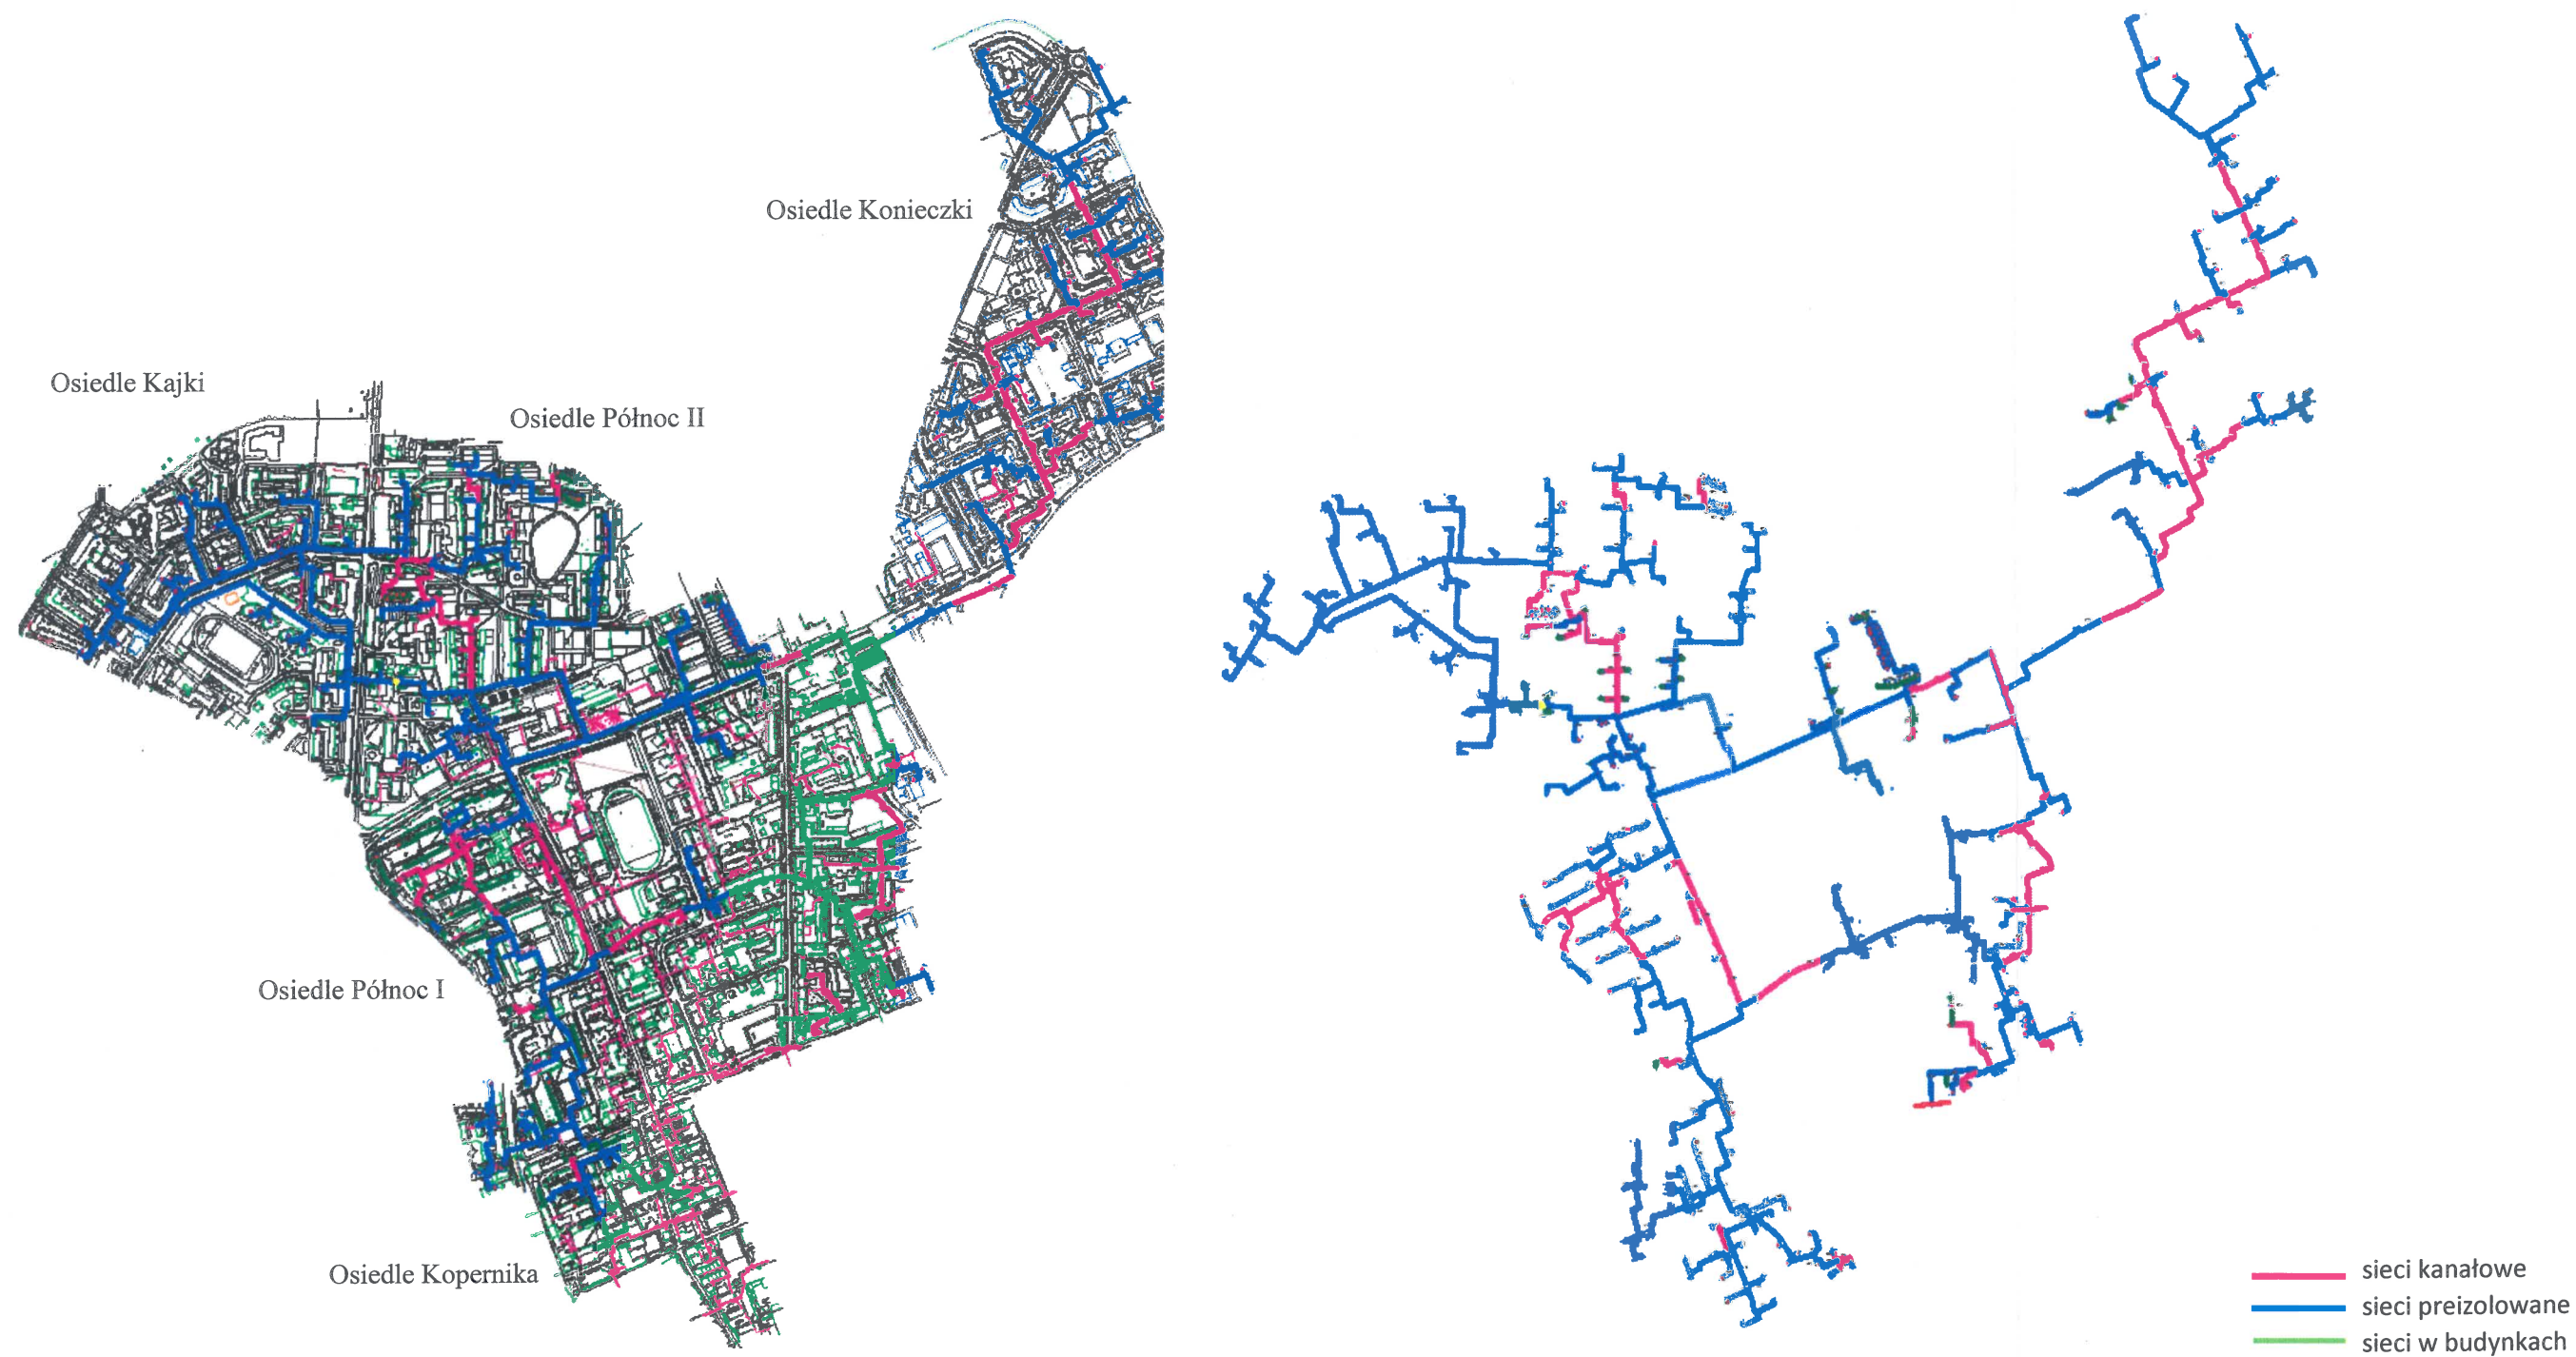 Osiedle Konieczki
Osiedle Kajki
Osiedle Północ II
Osiedle Północ I
Osiedle Kopernika
sieci kanałowe
sieci preizolowane
sieci w budynkach